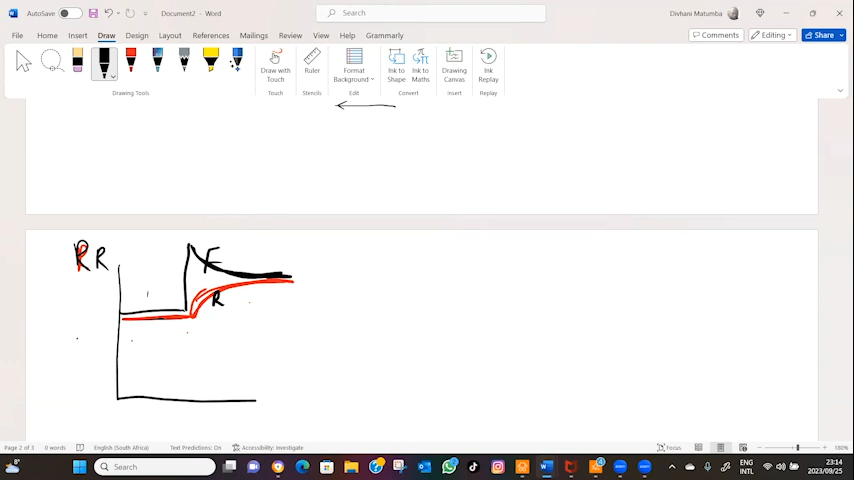 AutoSave Document2 - Word Search Divhani Matumba
File Home Insert Draw Design Layout References Mailings Review View Help Grammarly Comments Editing Share
Draw with Touch Ruler Format Background Ink to Shape Ink to Maths Drawing Canvas Ink Replay
Drawing Tools Touch Stencils Edit Convert Insert Replay
R R
F
R
Page 2 of 3 0 words English (South Africa) Text Predictions: On Accessibility: Investigate Focus 180%
8° Search ENG INTL 23:14 2023/09/25